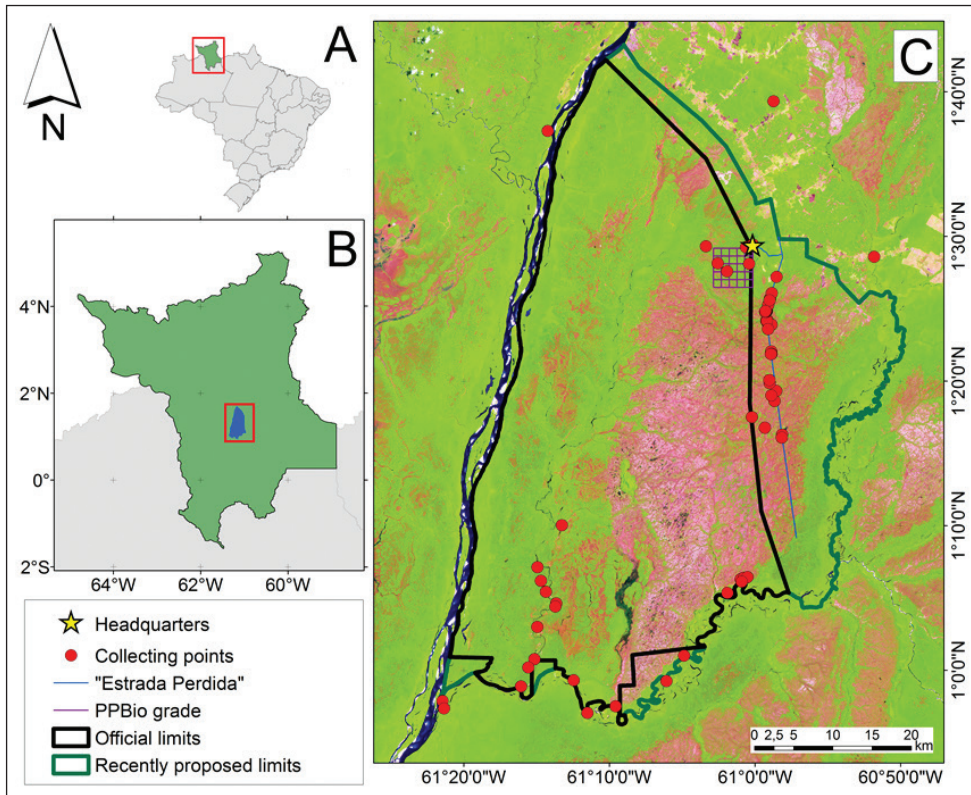 A
N
B
4°N
2°N
0°
2°S
64°W 62°W 60°W
Headquarters
Collecting points
"Estrada Perdida"
PPBio grade
Official limits
Recently proposed limits
C
1°40'0"N
1°30'0"N
1°20'0"N
1°10'0"N
1°0'0"N
0 2,5 5 10 15 20
km
61°20'0"W 61°10'0"W 61°0'0"W 60°50'0"W